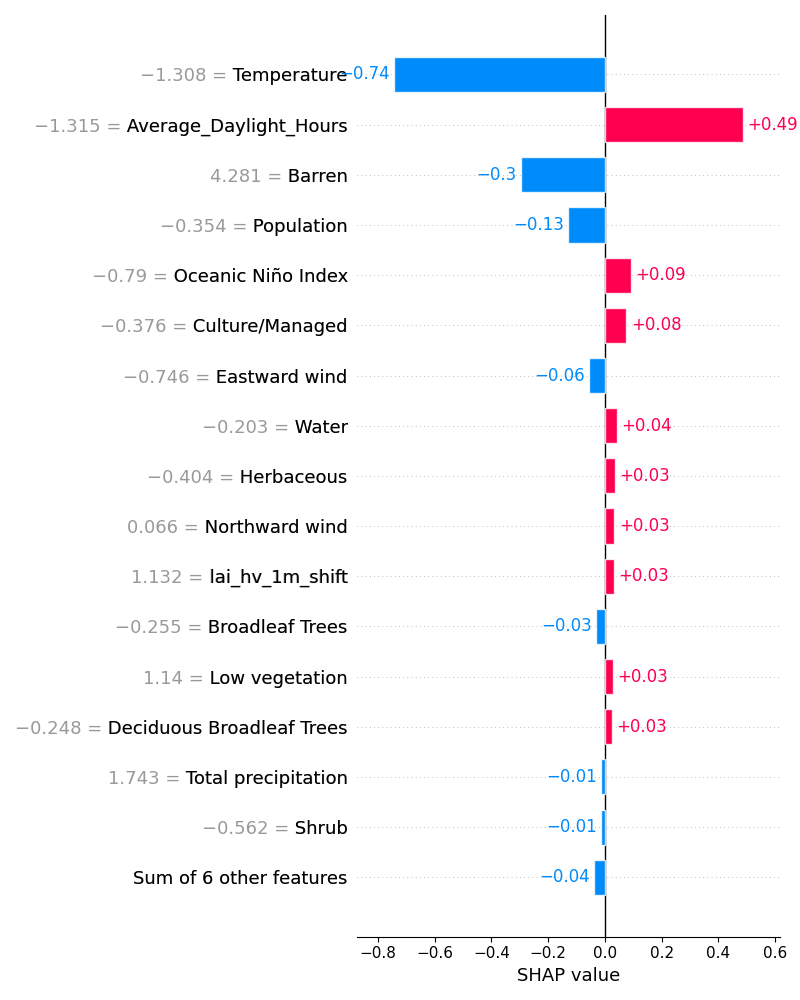 −1.308 = Temperature −0.74
−1.315 = Average_Daylight_Hours +0.49
4.281 = Barren −0.3
−0.354 = Population −0.13
−0.79 = Oceanic Niño Index +0.09
−0.376 = Culture/Managed +0.08
−0.746 = Eastward wind −0.06
−0.203 = Water +0.04
−0.404 = Herbaceous +0.03
0.066 = Northward wind +0.03
1.132 = lai_hv_1m_shift +0.03
−0.255 = Broadleaf Trees −0.03
1.14 = Low vegetation +0.03
−0.248 = Deciduous Broadleaf Trees +0.03
1.743 = Total precipitation −0.01
−0.562 = Shrub −0.01
Sum of 6 other features −0.04
−0.8 −0.6 −0.4 −0.2 0.0 0.2 0.4 0.6
SHAP value